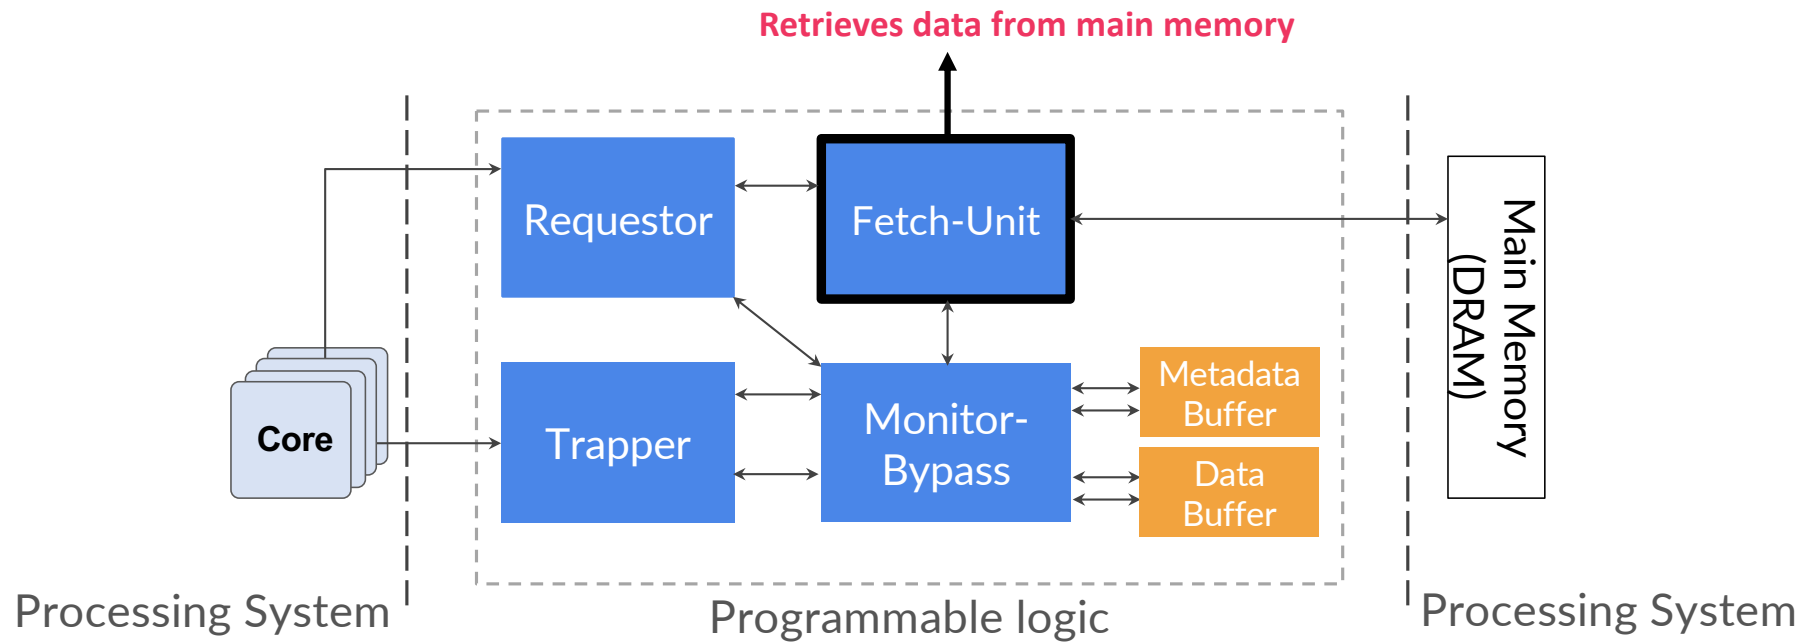 Retrieves data from main memory
Requestor
Fetch-Unit
Main Memory
(DRAM)
Core
Trapper
Monitor-
Bypass
Metadata
Buffer
Data
Buffer
Processing System
Programmable logic
Processing System